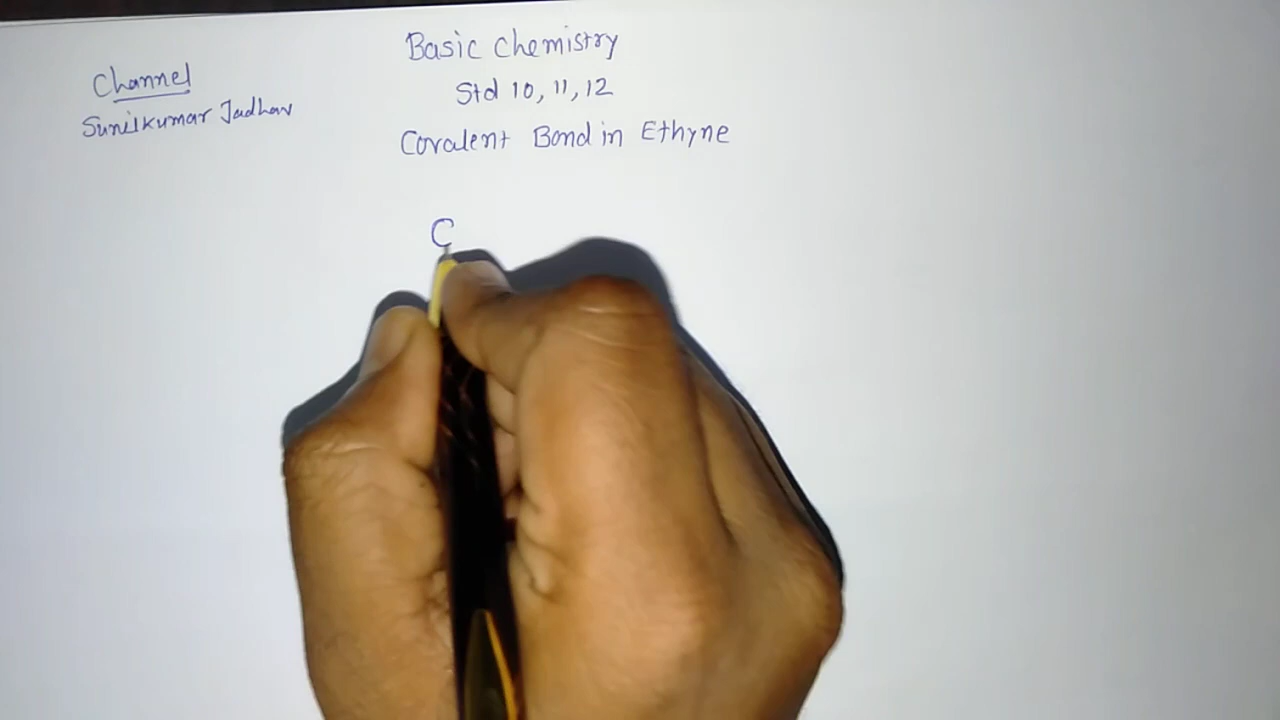 Basic Chemistry
Channel
Std 10, 11, 12
Sunilkumar Jadhav
Covalent Bond in Ethyne
C